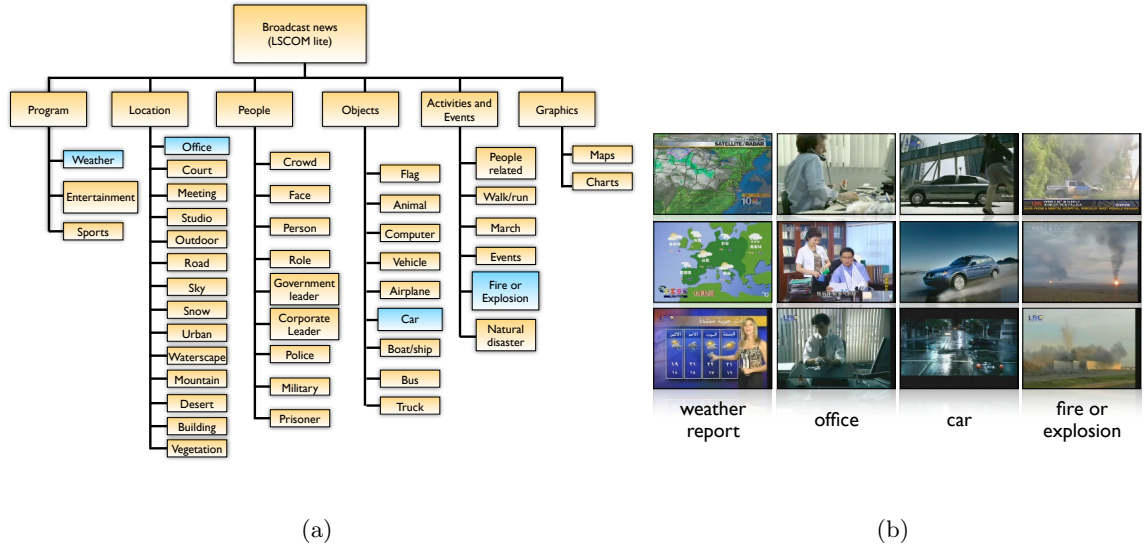 Broadcast news
(LSCOM lite)
Program
Location
People
Objects
Activities and
Events
Graphics
Weather
Entertainment
Sports
Office
Court
Meeting
Studio
Outdoor
Road
Sky
Snow
Urban
Waterscape
Mountain
Desert
Building
Vegetation
Crowd
Face
Person
Role
Government
leader
Corporate
Leader
Police
Military
Prisoner
Flag
Animal
Computer
Vehicle
Airplane
Car
Boat/ship
Bus
Truck
People
related
Walk/run
March
Events
Fire or
Explosion
Natural
disaster
Maps
Charts
SATELLITE/RADAR
LBC
LBC
weather
report
office
car
fire or
explosion
(a)
(b)